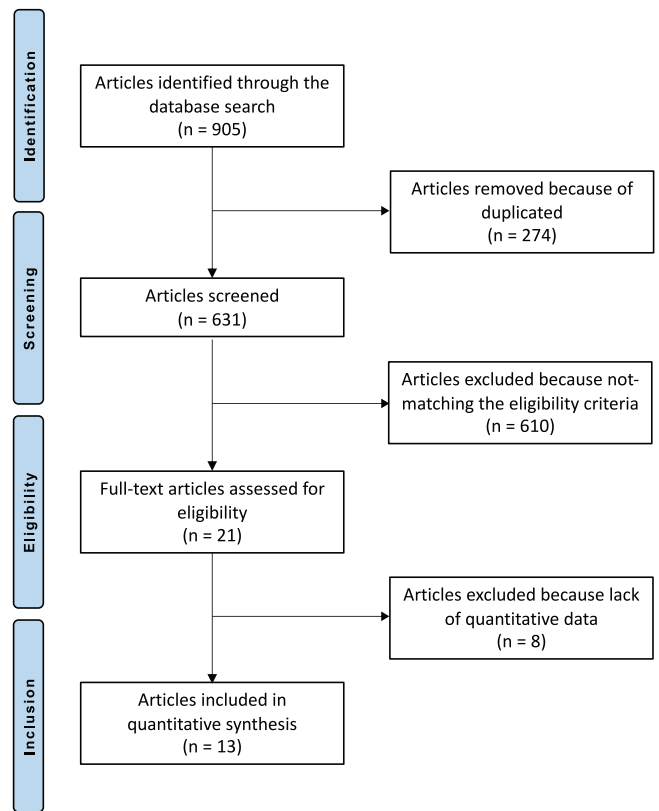 Identification
Articles identified through the
database search
(n = 905)
Articles removed because of
duplicated
(n = 274)
Screening
Articles screened
(n = 631)
Articles excluded because not-
matching the eligibility criteria
(n = 610)
Eligibility
Full-text articles assessed for
eligibility
(n = 21)
Articles excluded because lack
of quantitative data
(n = 8)
Inclusion
Articles included in
quantitative synthesis
(n = 13)